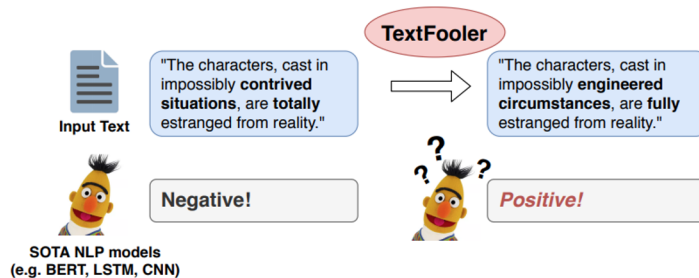 TextFooler
"The characters, cast in
impossibly contrived
situations, are totally
estranged from reality."
"The characters, cast in
impossibly engineered
circumstances, are fully
estranged from reality."
Input Text
Negative!
? ? ?
Positive!
SOTA NLP models
(e.g. BERT, LSTM, CNN)